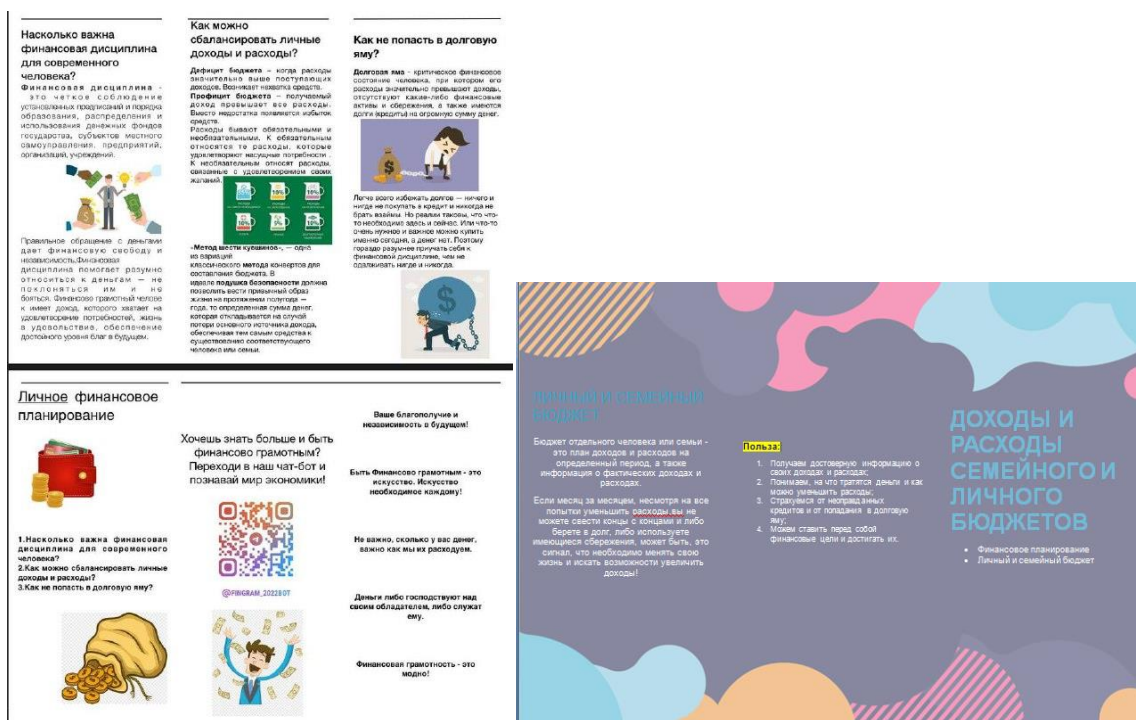 Насколько важна
финансовая дисциплина
для современного
человека?
Финансовая дисциплина -
это четкое соблюдение
установленных предписаний и порядка
образования, распределения и
использования денежных фондов
государства, субъектов местного
самоуправления, предприятий,
организаций, учреждений.
Правильное обращение с деньгами
дает финансовую свободу и
независимость.Финансовая
дисциплина помогает разумно
относиться к деньгам — не
поклоняться им и не
бояться. Финансово грамотный челове
к имеет доход, которого хватает на
удовлетворение потребностей, жизнь
в удовольствие, обеспечение
достойного уровня благ в будущем.
Как можно
сбалансировать личные
доходы и расходы?
Дефицит бюджета – когда расходы
значительно выше поступающих
доходов. Возникает нехватка средств.
Профицит бюджета – получаемый
доход превышает все расходы.
Вместо недостатка появляется избыток
средств.
Расходы бывают обязательными и
необязательными. К обязательным
относятся те расходы, которые
удовлетворяют насущные потребности .
К необязательным относят расходы,
связанные с удовлетворением своих
желаний.
10% 10%
10% 5% 10%
«Метод шести кувшинов», — одна
из вариаций
классического метода конвертов для
составления бюджета. В
идеале подушка безопасности должна
позволить вести привычный образ
жизни на протяжении полугода —
года, то определенная сумма денег,
которая откладывается на случай
потери основного источника дохода,
обеспечивая тем самым средства к
существованию соответствующего
человека или семьи.
Как не попасть в долговую
яму?
Долговая яма - критическое финансовое
состояние человека, при котором его
расходы значительно превышают доходы,
отсутствуют какие-либо финансовые
активы и сбережения, а также имеются
долги (кредиты) на огромную сумму денег.
$
Легче всего избежать долгов — ничего и
нигде не покупать в кредит и никогда не
брать взаймы. Но реалии таковы, что что-
то необходимо здесь и сейчас. Или что-то
очень нужное и важное можно купить
именно сегодня, а денег нет. Поэтому
гораздо разумнее приучать себя к
финансовой дисциплине, чем не
одалживать нигде и никогда.
$
Личное финансовое
планирование
1.Насколько важна финансовая
дисциплина для современного
человека?
2.Как можно сбалансировать личные
доходы и расходы?
3.Как не попасть в долговую яму?
Хочешь знать больше и быть
финансово грамотным?
Переходи в наш чат-бот и
познавай мир экономики!
@FINGRAM_2022BOT
Ваше благополучие и
независимость в будущем!
Быть Финансово грамотным - это
искусство. Искусство
необходимое каждому!
Не важно, сколько у вас денег,
важно как мы их расходуем.
Деньги либо господствуют над
своим обладателем, либо служат
ему.
Финансовая грамотность - это
модно!
ЛИЧНЫЙ И СЕМЕЙНЫЙ
БЮДЖЕТ
Бюджет отдельного человека или семьи -
это план доходов и расходов на
определенный период, а также
информация о фактических доходах и
расходах.
Если месяц за месяцем, несмотря на все
попытки уменьшить расходы,вы не
можете свести концы с концами и либо
берете в долг, либо используете
имеющиеся сбережения, может быть, это
сигнал, что необходимо менять свою
жизнь и искать возможности увеличить
доходы!
Польза:
1. Получаем достоверную информацию о
своих доходах и расходах;
2. Понимаем, на что тратятся деньги и как
можно уменьшить расходы;
3. Страхуемся от неоправданных
кредитов и от попадания в долговую
яму;
4. Можем ставить перед собой
финансовые цели и достигать их.
ДОХОДЫ И
РАСХОДЫ
СЕМЕЙНОГО И
ЛИЧНОГО
БЮДЖЕТОВ
• Финансовое планирование
• Личный и семейный бюджет